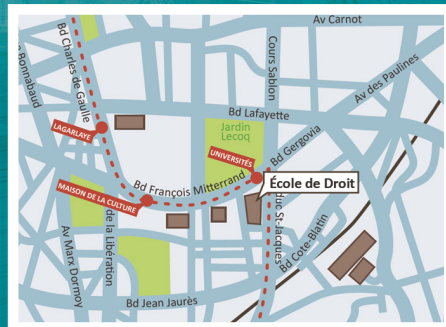 Av Carnot
Bd Charles de Gaulle
Cours Sablon
Bonnabaud
Av des Paulines
Bd Lafayette
Jardin
Lecoq
LAGARLAYE
UNIVERSITÉS
Bd Gergovia
École de Droit
Bd François Mitterrand
MAISON DE LA CULTURE
de la Libération
Av Marx Dormoy
St-Jacques
Bd Cote-Blatin
Bd Jean Jaurès